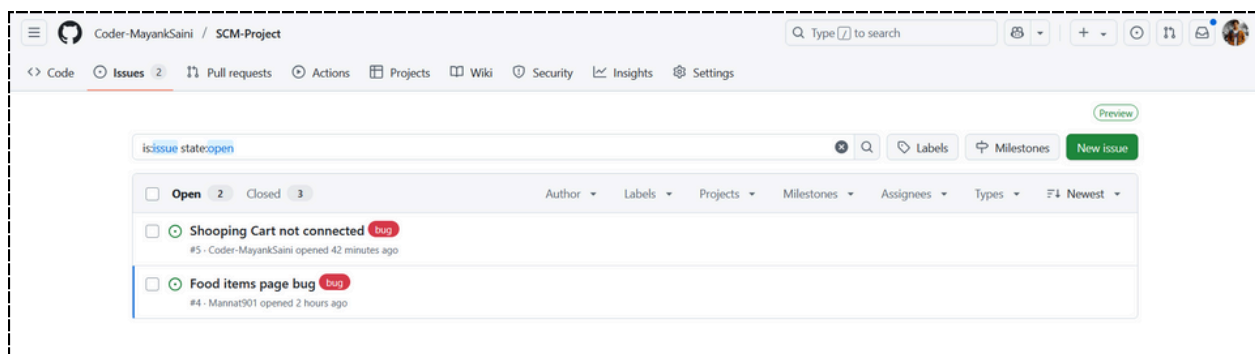 Coder-MayankSaini / SCM-Project
Type / to search
Code Issues 2 Pull requests Actions Projects Wiki Security Insights Settings
Preview
is:issue state:open
Labels Milestones New issue
Open 2 Closed 3 Author Labels Projects Milestones Assignees Types Newest
Shooping Cart not connected bug
#5 · Coder-MayankSaini opened 42 minutes ago
Food items page bug bug
#4 · Mannat901 opened 2 hours ago